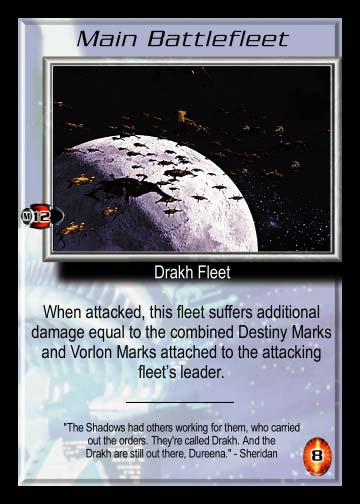 Main Battlefleet
M 12
Drakh Fleet
When attacked, this fleet suffers additional
damage equal to the combined Destiny Marks
and Vorlon Marks attached to the attacking
fleet's leader.
"The Shadows had others working for them, who carried
out the orders. They're called Drakh. And the
Drakh are still out there, Dureena." - Sheridan
8